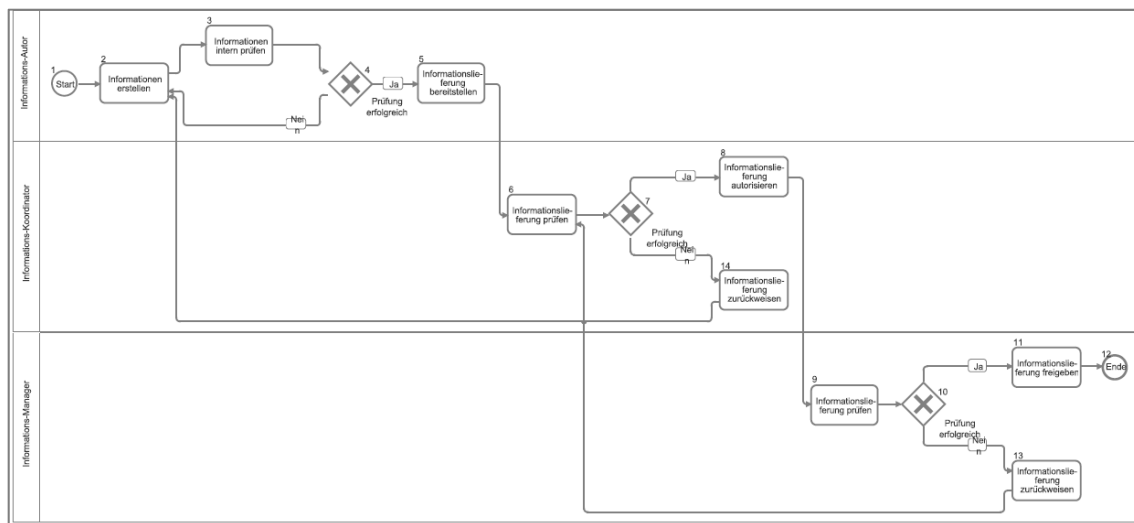 Informations-Autor
1
Start
2
Informationen
erstellen
3
Informationen
intern prüfen
4
Ja
Prüfung
erfolgreich
Nei
n
5
Informationslie-
ferung
bereitstellen
Informations-Koordinator
6
Informationslie-
ferung prüfen
7
Ja
Prüfung
erfolgreich
Nei
n
8
Informationslie-
ferung
autorisieren
14
Informationslie-
ferung
zurückweisen
Informations-Manager
9
Informationslie-
ferung prüfen
10
Ja
Prüfung
erfolgreich
Nei
n
11
Informationslie-
ferung freigeben
12
Ende
13
Informationslie-
ferung
zurückweisen